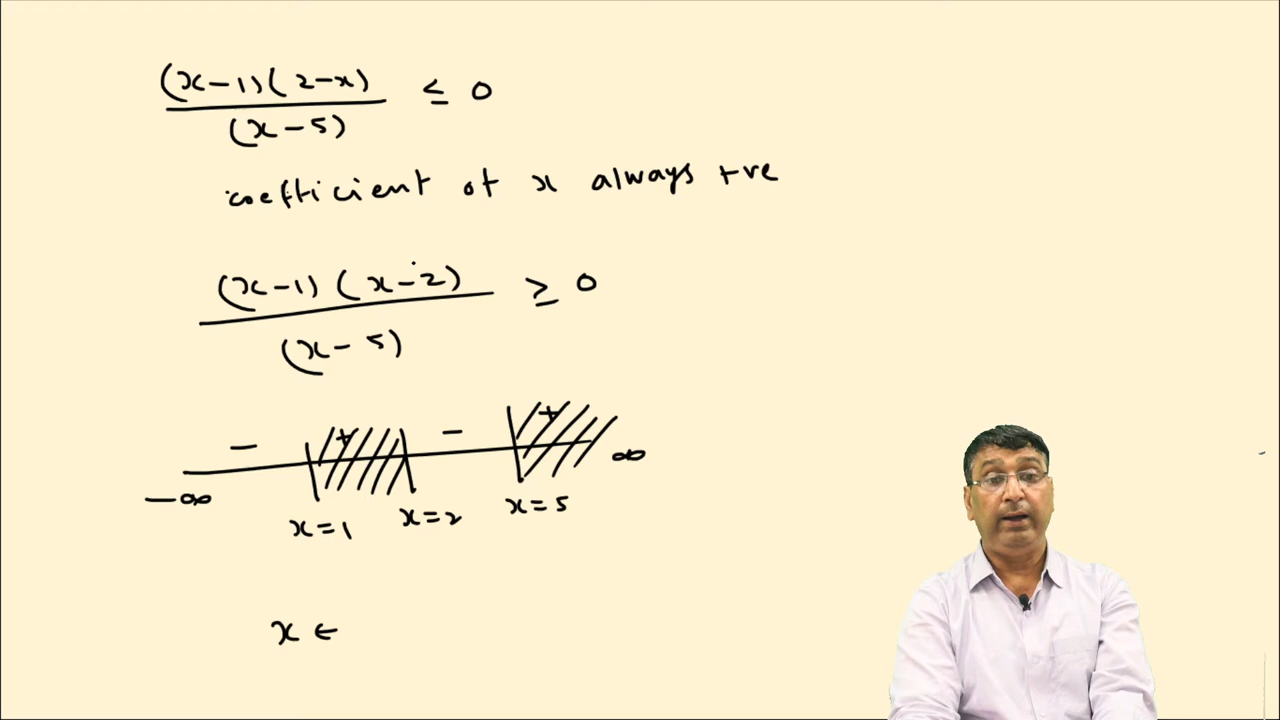 (x-1)(2-x)
(x-5)
≤ 0
coefficient of x always +ve
(x-1) (x-2)
(x-5)
≥ 0
- + - +
-∞ ∞
x=1 x=2 x=5
x ∈